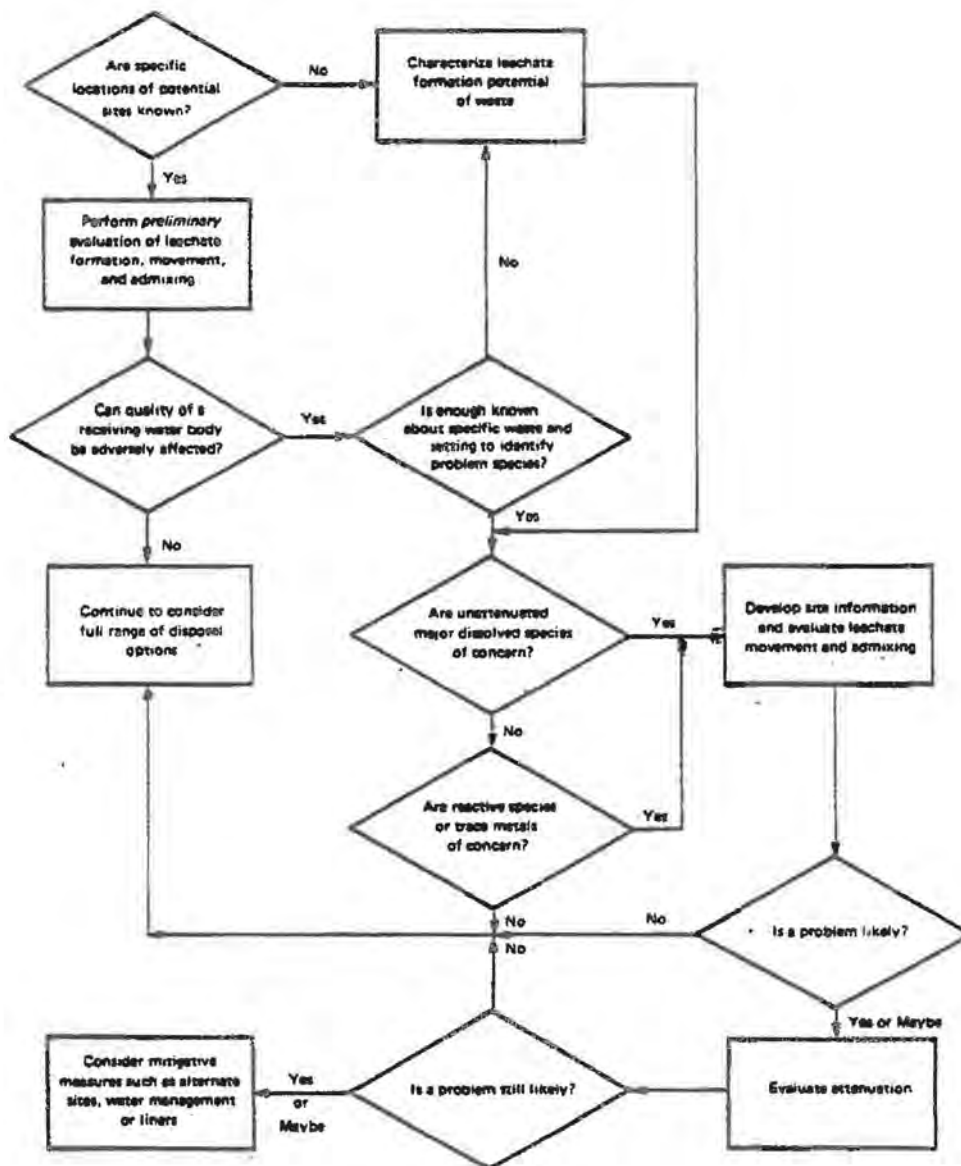 Are specific
locations of potential
sites known?
No
Characterize leachate
formation potential
of waste
Yes
Perform preliminary
evaluation of leachate
formation, movement,
and admixing
No
Can quality of a
receiving water body
be adversely affected?
Yes
Is enough known
about specific waste and
setting to identify
problem species?
Yes
No
Continue to consider
full range of disposal
options
Are unattenuated
major dissolved species
of concern?
Yes
Develop site information
and evaluate leachate
movement and admixing
No
Are reactive species
or trace metals
of concern?
Yes
No
No
Is a problem likely?
No
Yes or Maybe
Consider mitigative
measures such as alternate
sites, water management
or liners
Yes
or
Maybe
Is a problem still likely?
Evaluate attenuation